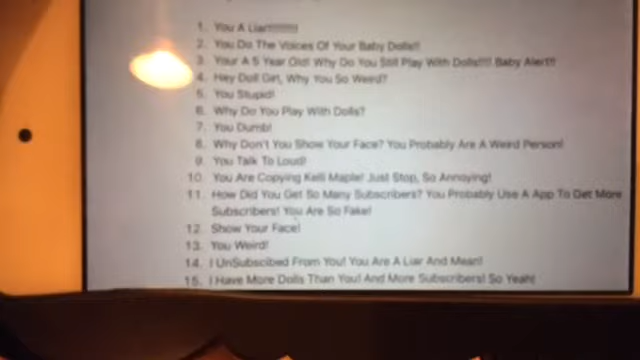 1. You A Liar!!!!!!!!!
2. You Do The Voices Of Your Baby Dolls!!
3. Your A 5 Year Old! Why Do You Still Play With Dolls!!!! Baby Alert!!
4. Hey Doll Girl, Why You So Weird?
5. You Stupid!
6. Why Do You Play With Dolls?
7. You Dumb!
8. Why Don't You Show Your Face? You Probably Are A Weird Person!
9. You Talk To Loud!
10. You Are Copying Kelli Maple! Just Stop, So Annoying!
11. How Did You Get So Many Subscribers? You Probably Use A App To Get More
Subscribers! You Are So Fake!
12. Show Your Face!
13. You Weird!
14. I UnSubscibed From You! You Are A Liar And Mean!
15. I Have More Dolls Than You! And More Subscribers! So Yeah!